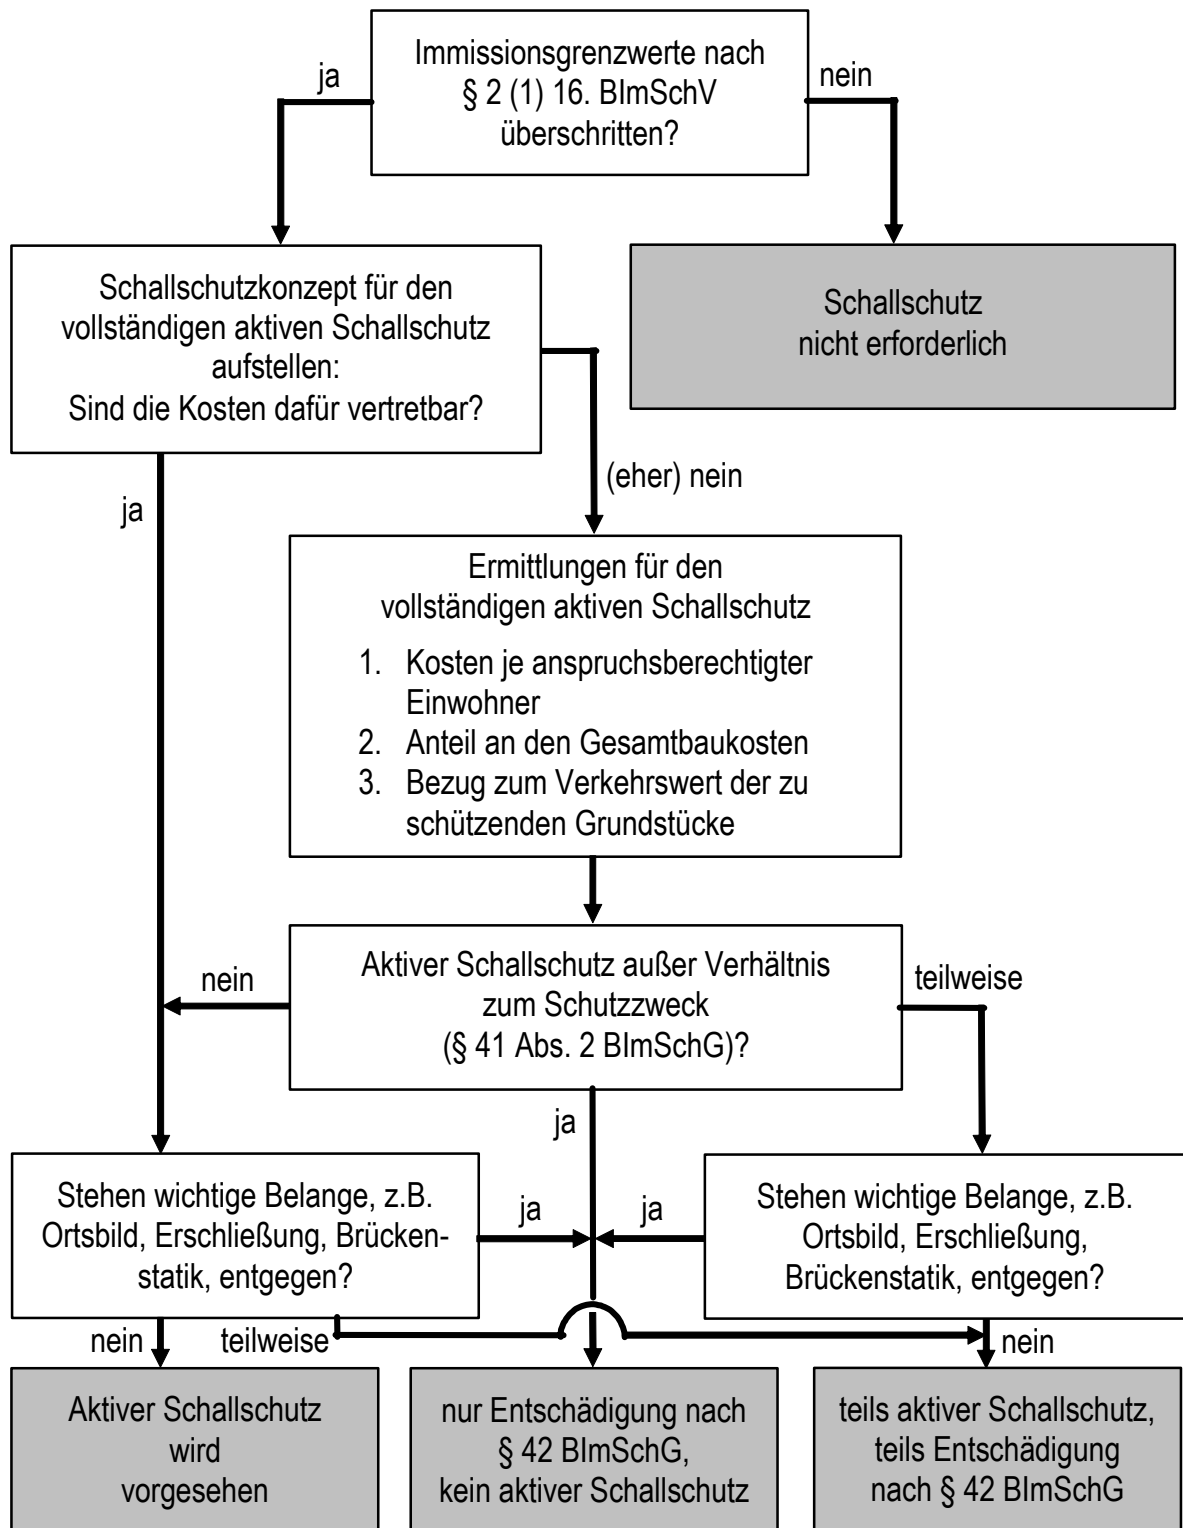 Immissionsgrenzwerte nach
§ 2 (1) 16. BImSchV
überschritten?
ja
nein
Schallschutzkonzept für den
vollständigen aktiven Schallschutz
aufstellen:
Sind die Kosten dafür vertretbar?
Schallschutz
nicht erforderlich
ja
(eher) nein
Ermittlungen für den
vollständigen aktiven Schallschutz
1. Kosten je anspruchsberechtigter
Einwohner
2. Anteil an den Gesamtbaukosten
3. Bezug zum Verkehrswert der zu
schützenden Grundstücke
nein
Aktiver Schallschutz außer Verhältnis
zum Schutzzweck
(§ 41 Abs. 2 BImSchG)?
teilweise
ja
Stehen wichtige Belange, z.B.
Ortsbild, Erschließung, Brücken-
statik, entgegen?
ja
ja
Stehen wichtige Belange, z.B.
Ortsbild, Erschließung,
Brückenstatik, entgegen?
nein
teilweise
nein
Aktiver Schallschutz
wird
vorgesehen
nur Entschädigung nach
§ 42 BImSchG,
kein aktiver Schallschutz
teils aktiver Schallschutz,
teils Entschädigung
nach § 42 BImSchG